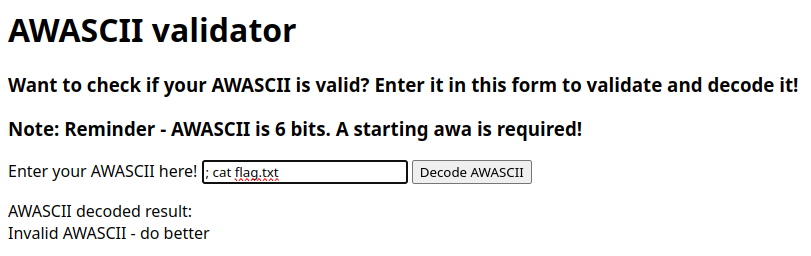 AWASCII validator
Want to check if your AWASCII is valid? Enter it in this form to validate and decode it!
Note: Reminder - AWASCII is 6 bits. A starting awa is required!
Enter your AWASCII here! ; cat flag.txt Decode AWASCII
AWASCII decoded result:
Invalid AWASCII - do better